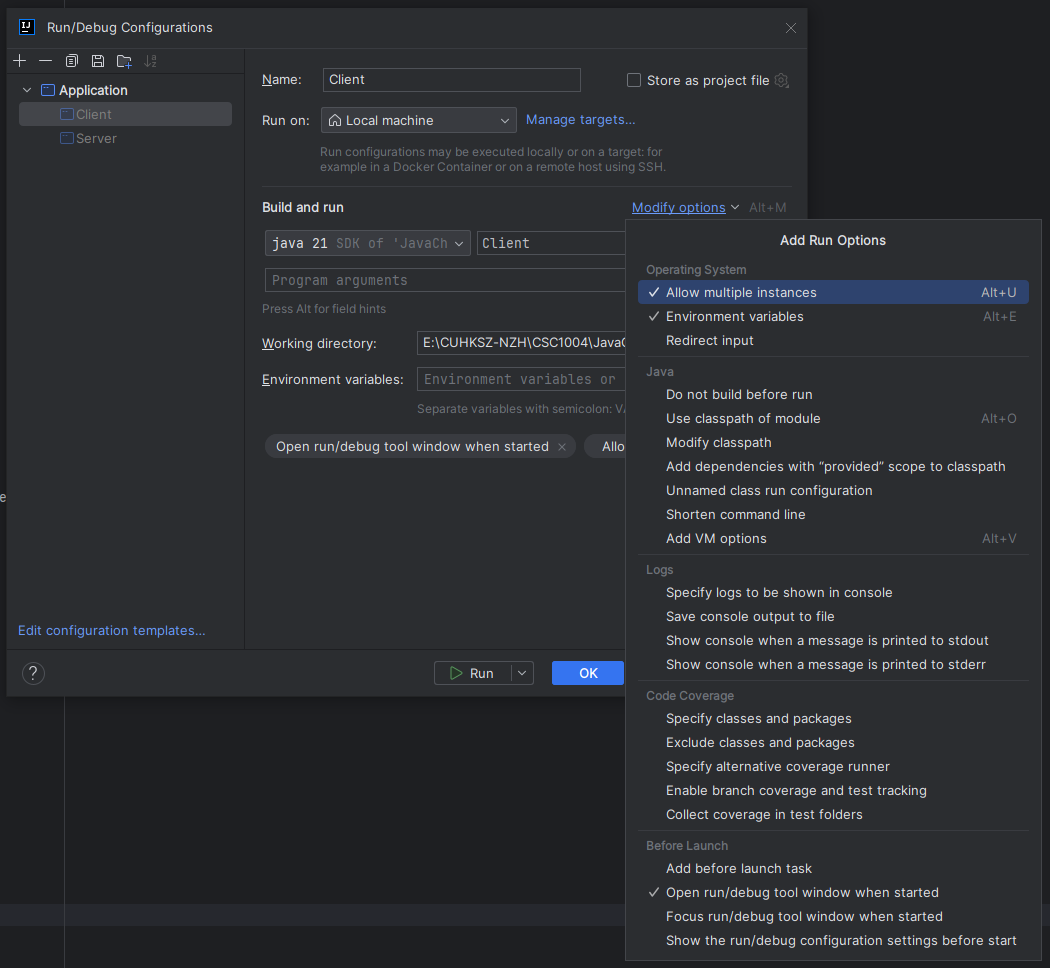 IJ
Run/Debug Configurations
Application
Client
Server
Edit configuration templates...
?
Name: Client
Store as project file
Run on: Local machine Manage targets...
Run configurations may be executed locally or on a target: for
example in a Docker Container or on a remote host using SSH.
Build and run
Modify options Alt+M
java 21 SDK of 'JavaCh Client
Program arguments
Press Alt for field hints
Working directory: E:\CUHKSZ-NZH\CSC1004\JavaC
Environment variables: Environment variables or
Separate variables with semicolon: VA
Open run/debug tool window when started
Allo
Run
OK
Add Run Options
Operating System
Allow multiple instances Alt+U
Environment variables Alt+E
Redirect input
Java
Do not build before run
Use classpath of module Alt+O
Modify classpath
Add dependencies with “provided” scope to classpath
Unnamed class run configuration
Shorten command line
Add VM options Alt+V
Logs
Specify logs to be shown in console
Save console output to file
Show console when a message is printed to stdout
Show console when a message is printed to stderr
Code Coverage
Specify classes and packages
Exclude classes and packages
Specify alternative coverage runner
Enable branch coverage and test tracking
Collect coverage in test folders
Before Launch
Add before launch task
Open run/debug tool window when started
Focus run/debug tool window when started
Show the run/debug configuration settings before start
e